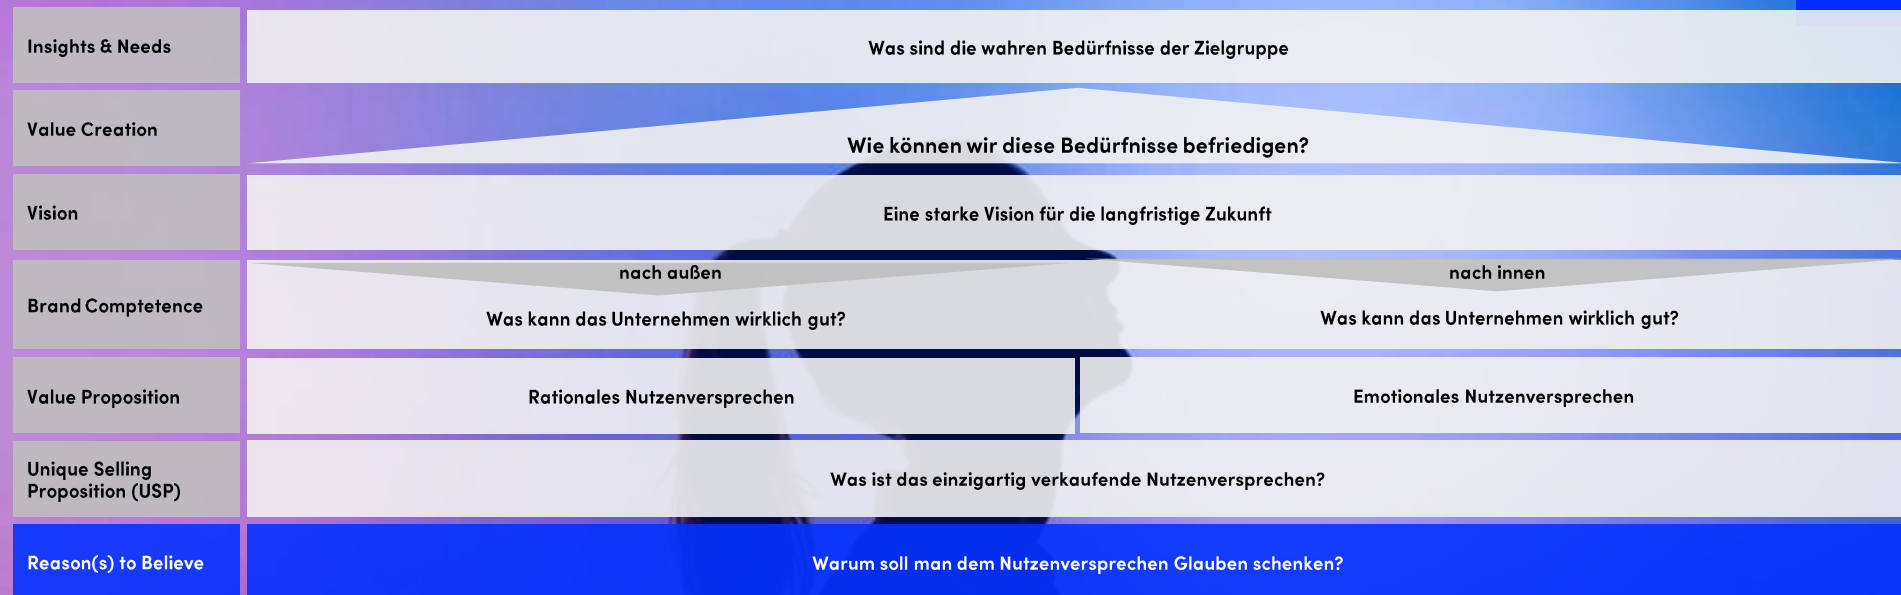 Insights & Needs
Was sind die wahren Bedürfnisse der Zielgruppe
Value Creation
Wie können wir diese Bedürfnisse befriedigen?
Vision
Eine starke Vision für die langfristige Zukunft
Brand Comptetence
nach außen
Was kann das Unternehmen wirklich gut?
nach innen
Was kann das Unternehmen wirklich gut?
Value Proposition
Rationales Nutzenversprechen
Emotionales Nutzenversprechen
Unique Selling
Proposition (USP)
Was ist das einzigartig verkaufende Nutzenversprechen?
Reason(s) to Believe
Warum soll man dem Nutzenversprechen Glauben schenken?